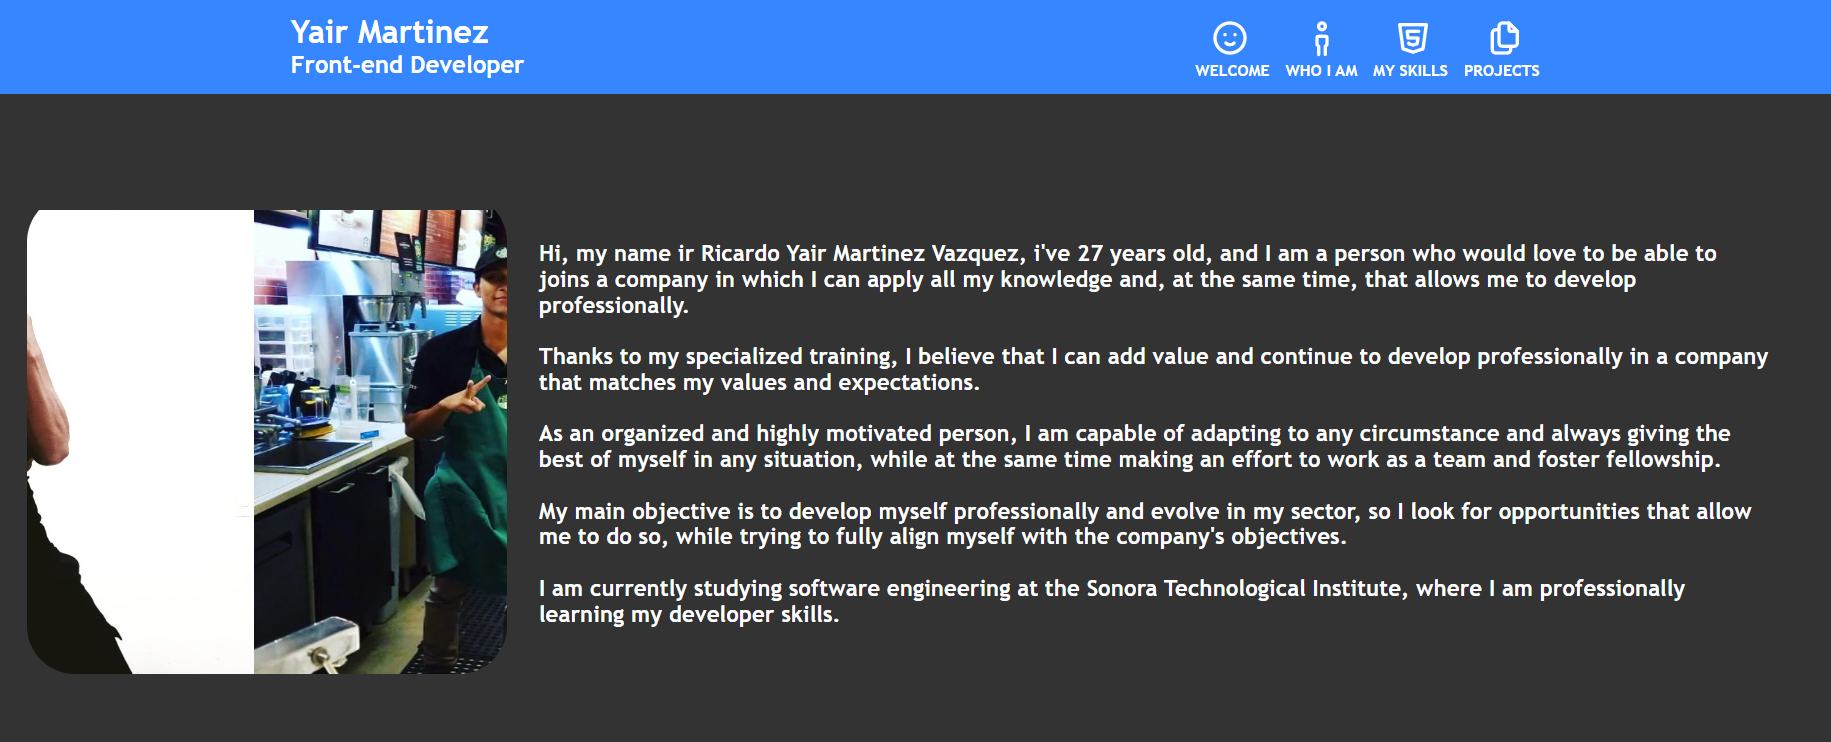 Yair Martinez
Front-end Developer
WELCOME WHO I AM MY SKILLS PROJECTS
Hi, my name ir Ricardo Yair Martinez Vazquez, i've 27 years old, and I am a person who would love to be able to
joins a company in which I can apply all my knowledge and, at the same time, that allows me to develop
professionally.
Thanks to my specialized training, I believe that I can add value and continue to develop professionally in a company
that matches my values and expectations.
As an organized and highly motivated person, I am capable of adapting to any circumstance and always giving the
best of myself in any situation, while at the same time making an effort to work as a team and foster fellowship.
My main objective is to develop myself professionally and evolve in my sector, so I look for opportunities that allow
me to do so, while trying to fully align myself with the company's objectives.
I am currently studying software engineering at the Sonora Technological Institute, where I am professionally
learning my developer skills.